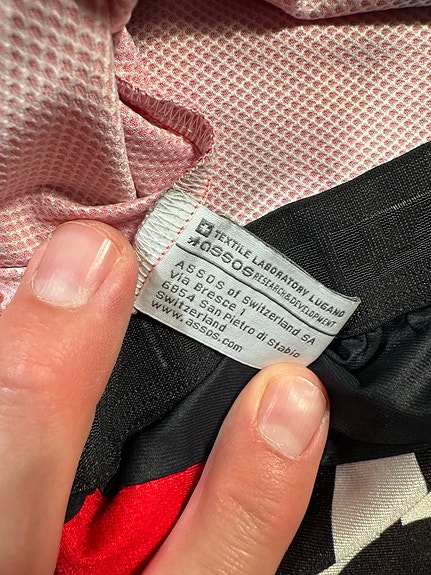 TEXTILE LABORATORY LUGANO
assos RESEARCH&DEVELOPMENT
ASSOS of Switzerland SA
Via Bresce 1
6854 San Pietro di Stabio
Switzerland
www.assos.com